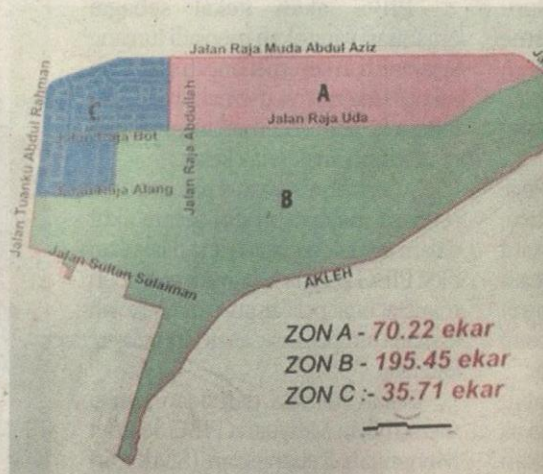 Jalan Raja Muda Abdul Aziz
Jalan Tuanku Abdul Rahman
C
A
Jalan Raja Uda
Jalan Raja Bot
Jalan Raja Abdullah
Jalan Raja Alang
B
Jalan Sultan Sulaiman
AKLEH
ZON A - 70.22 ekar
ZON B - 195.45 ekar
ZON C :- 35.71 ekar